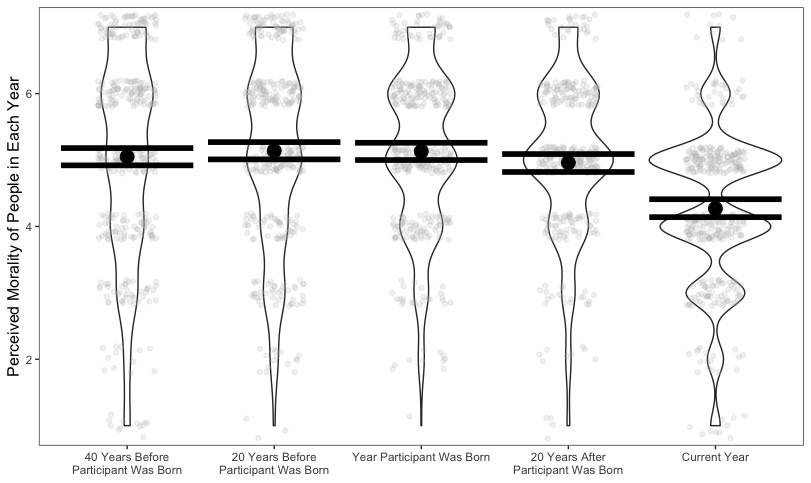 Perceived Morality of People in Each Year
6
4
2
40 Years Before
Participant Was Born
20 Years Before
Participant Was Born
Year Participant Was Born
20 Years After
Participant Was Born
Current Year